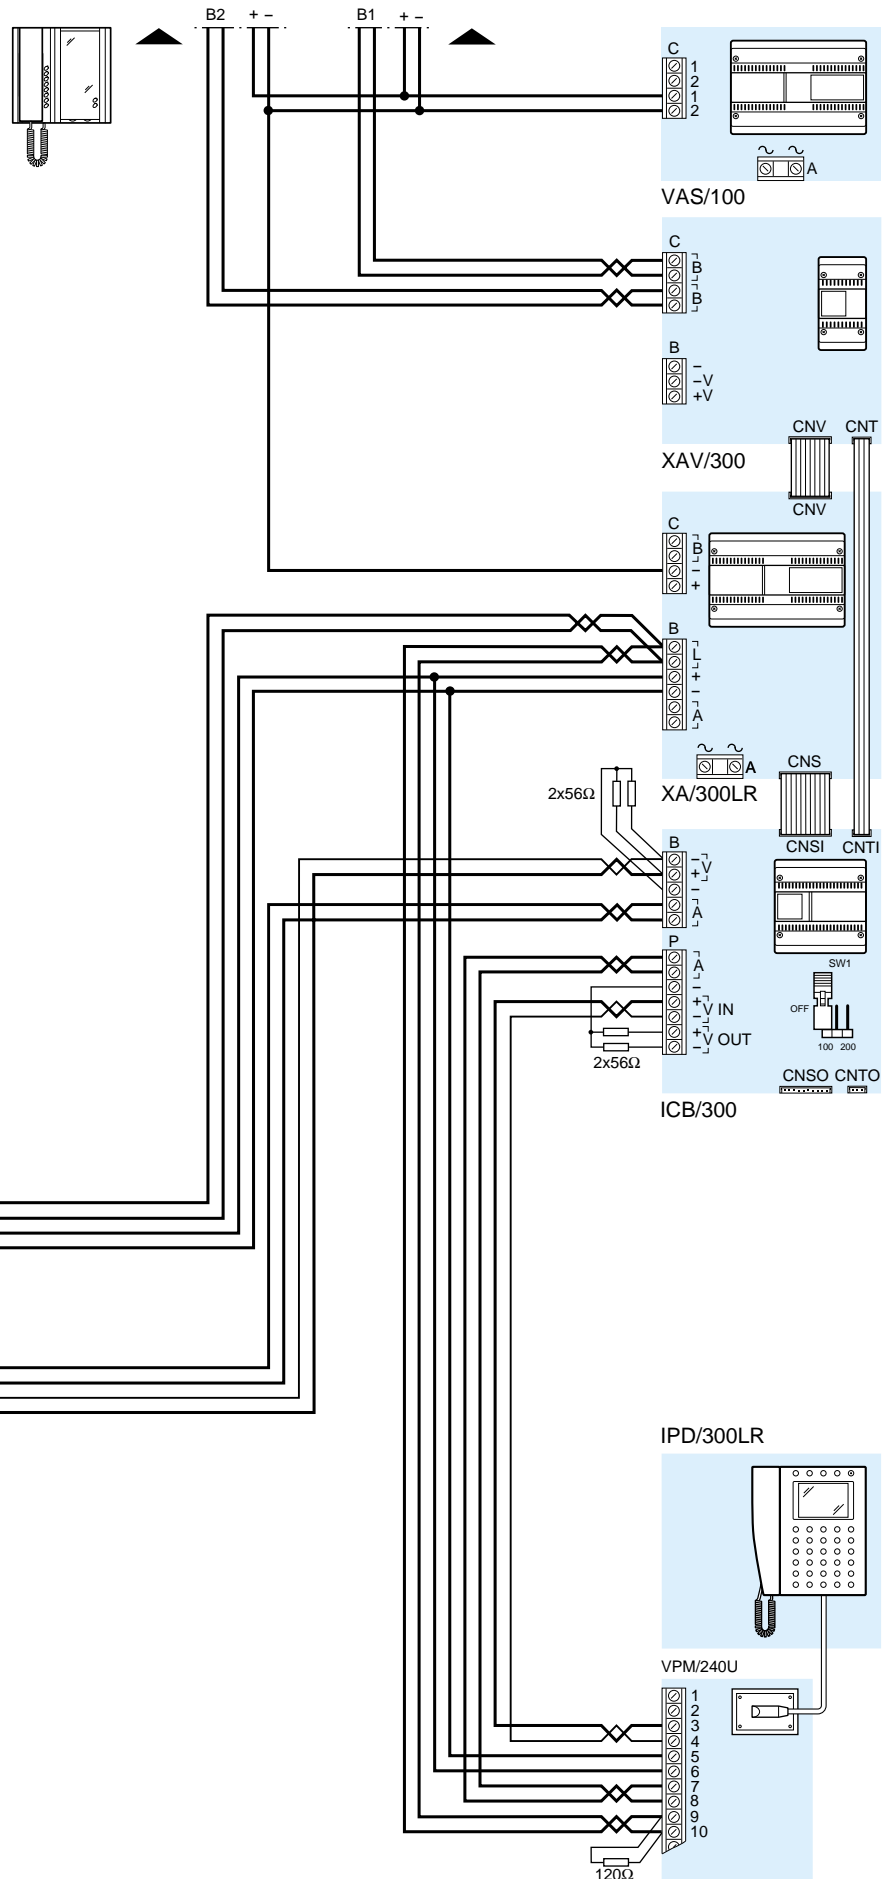 B2 + – B1 + –
C
1
2
1
2
A
VAS/100
C
B
B
B
–
–V
+V
CNV CNT
XAV/300
CNV
C
B
–
+
B
L
+
–
A
A
CNS
2x56Ω
XA/300LR
CNSI CNTI
B
–
V
+
–
A
P
A
–
+
V IN
–
+
V OUT
–
2x56Ω
SW1
OFF
100 200
CNSO CNTO
ICB/300
IPD/300LR
VPM/240U
1
2
3
4
5
6
7
8
9
10
120Ω